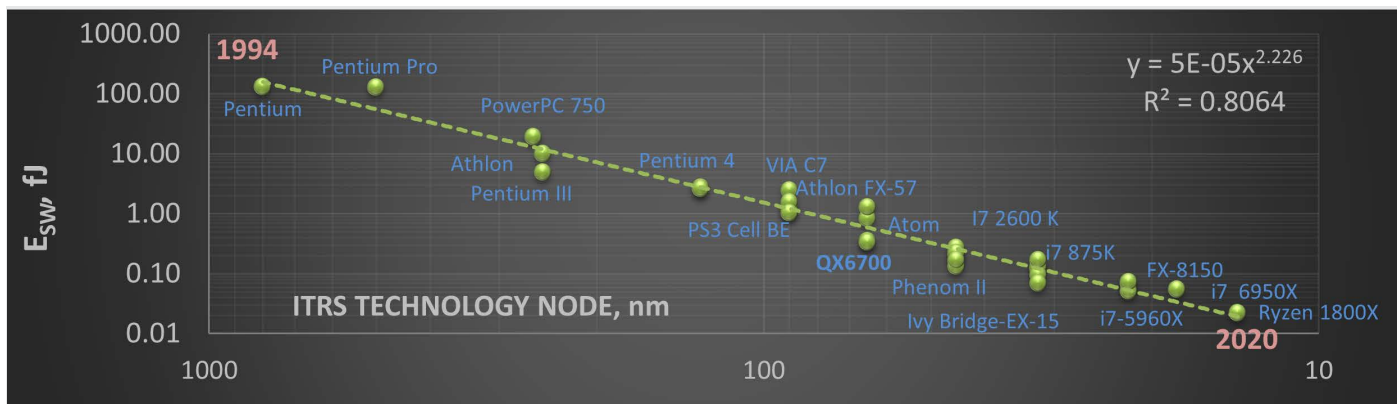 1000.00
100.00
10.00
1.00
0.10
0.01
E_SW, fJ
1994
Pentium Pro
Pentium
PowerPC 750
Athlon
Pentium III
Pentium 4
VIA C7
Athlon FX-57
PS3 Cell BE
Atom
QX6700
I7 2600 K
Phenom II
i7 875K
Ivy Bridge-EX-15
FX-8150
i7-5960X
i7 6950X
Ryzen 1800X
2020
y = 5E-05x^2.226
R² = 0.8064
ITRS TECHNOLOGY NODE, nm
1000
100
10